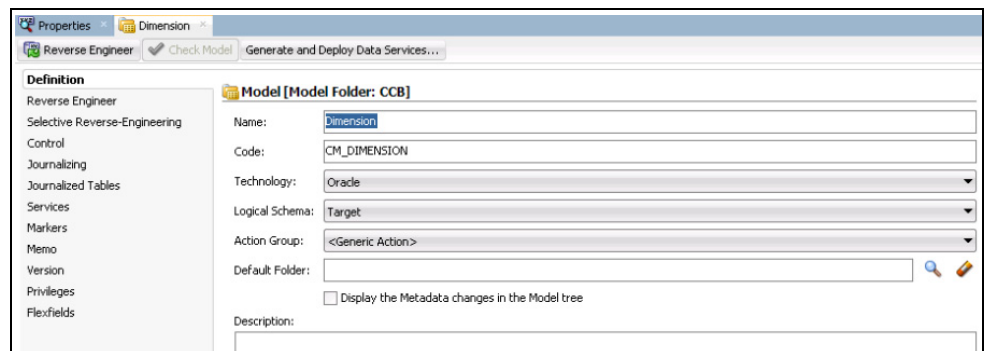 Properties Dimension
Reverse Engineer Check Model Generate and Deploy Data Services...
Definition
Reverse Engineer
Selective Reverse-Engineering
Control
Journalizing
Journalized Tables
Services
Markers
Memo
Version
Privileges
Flexfields
Model [Model Folder: CCB]
Name: Dimension
Code: CM_DIMENSION
Technology: Oracle
Logical Schema: Target
Action Group: <Generic Action>
Default Folder:
Display the Metadata changes in the Model tree
Description: